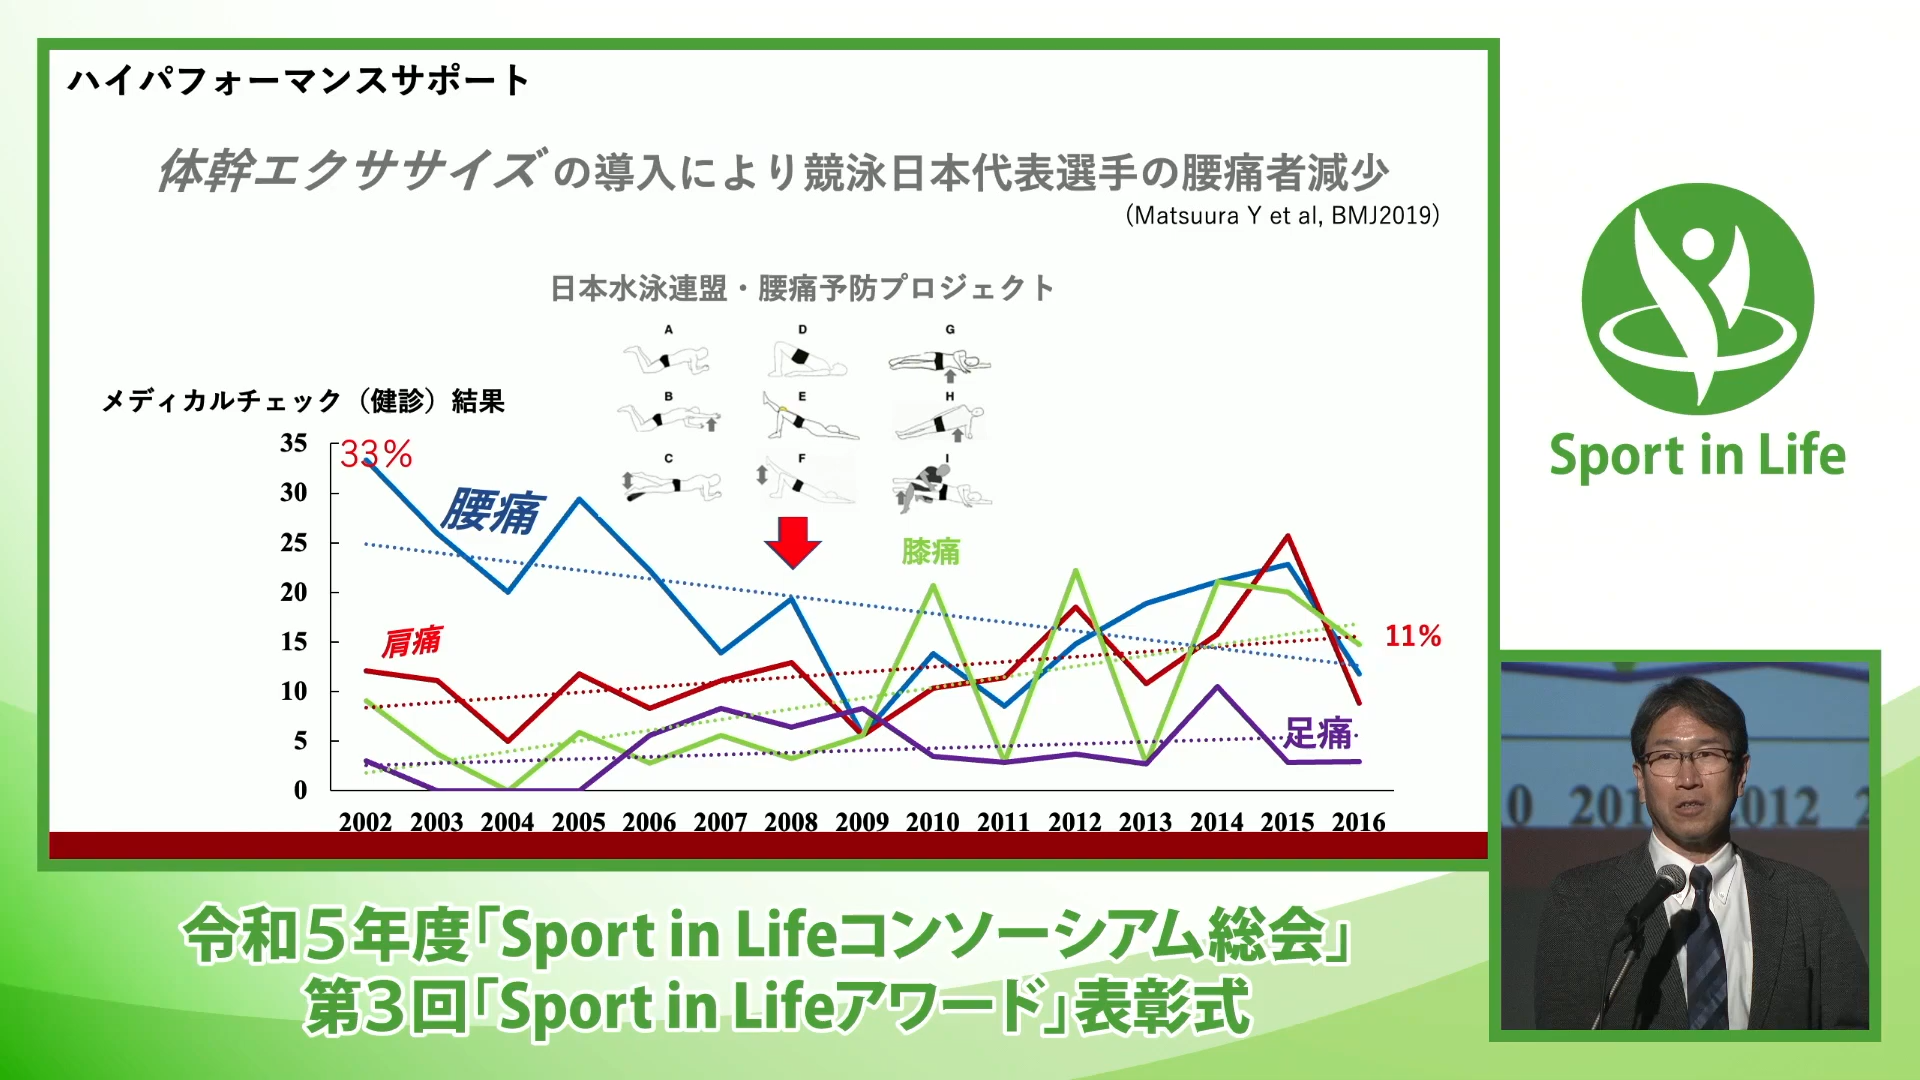 ハイパフォーマンスサポート
体幹エクササイズの導入により競泳日本代表選手の腰痛者減少
（Matsuura Y et al, BMJ2019）
日本水泳連盟・腰痛予防プロジェクト
A D G
B E H
C F I
メディカルチェック（健診）結果
35
30
25
20
15
10
5
0
33%
腰痛
膝痛
肩痛
11%
足痛
2002 2003 2004 2005 2006 2007 2008 2009 2010 2011 2012 2013 2014 2015 2016
Sport in Life
0 201 2012 2
令和5年度「Sport in Lifeコンソーシアム総会」
第3回「Sport in Lifeアワード」表彰式